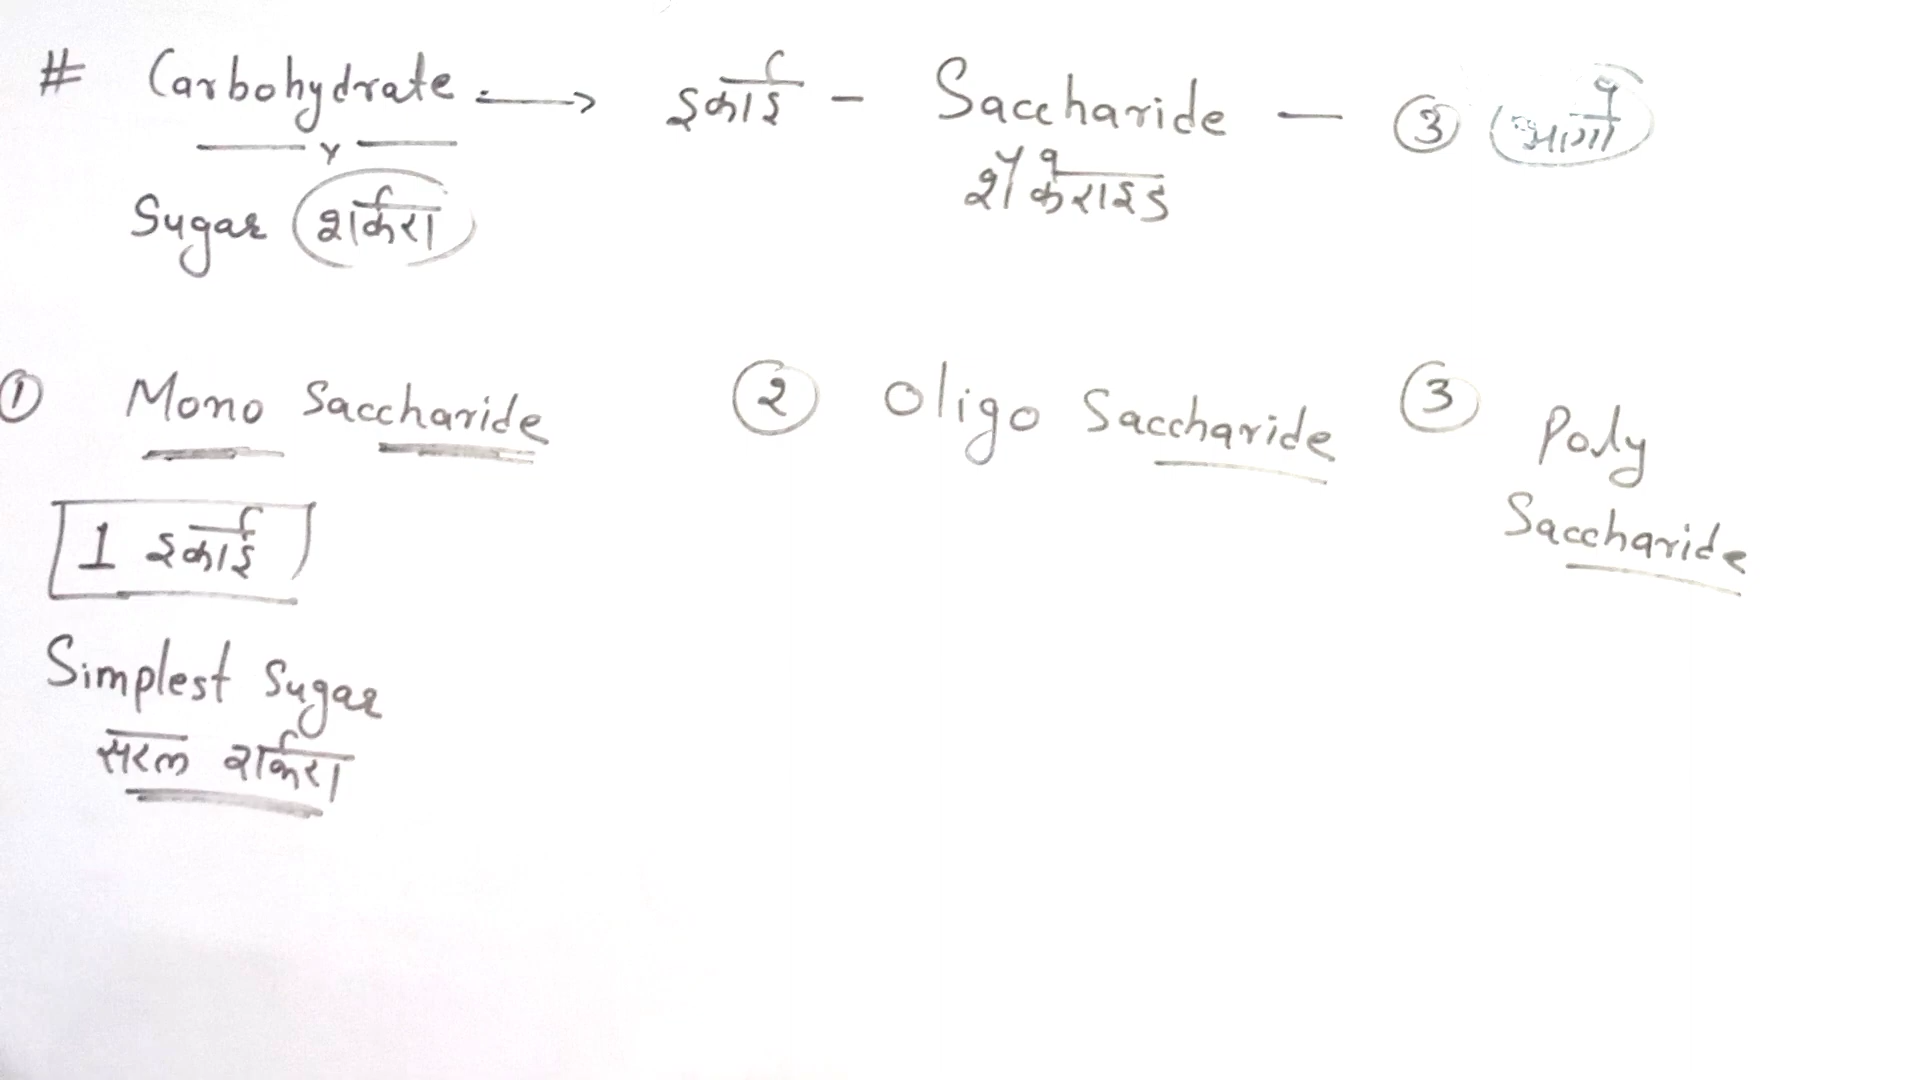 # Carbohydrate → इकाई - Saccharide - ③ भागों
Sugar शर्करा
शैकेराइड
① Mono Saccharide
② Oligo Saccharide
③ Poly
Saccharide
1 इकाई
Simplest Sugar
सरल शर्करा